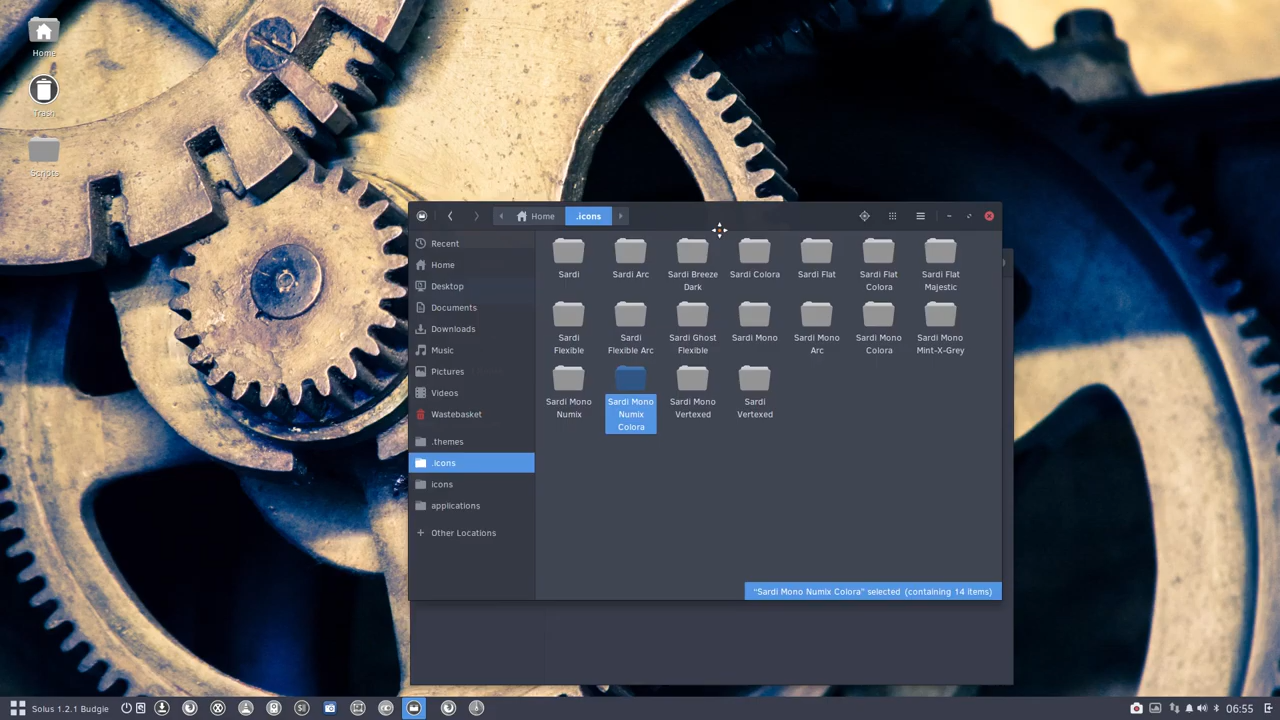 Home
Trash
Scripts
Home
.icons
Recent
Home
Desktop
Documents
Downloads
Music
Pictures
Videos
Wastebasket
.themes
.icons
icons
applications
Other Locations
Sardi
Sardi Arc
Sardi Breeze
Dark
Sardi Colora
Sardi Flat
Sardi Flat
Colora
Sardi Flat
Majestic
Sardi
Flexible
Sardi
Flexible Arc
Sardi Ghost
Flexible
Sardi Mono
Sardi Mono
Arc
Sardi Mono
Colora
Sardi Mono
Mint-X-Grey
Sardi Mono
Numix
Sardi Mono
Numix
Colora
Sardi Mono
Vertexed
Sardi
Vertexed
"Sardi Mono Numix Colora" selected (containing 14 items)
Solus 1.2.1 Budgie
06:55